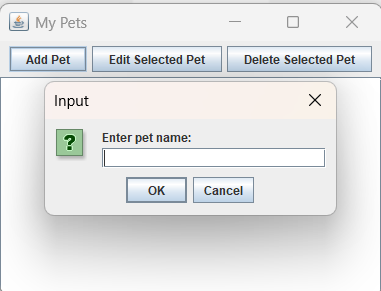 My Pets
Add Pet Edit Selected Pet Delete Selected Pet
Input
?
Enter pet name:
OK Cancel